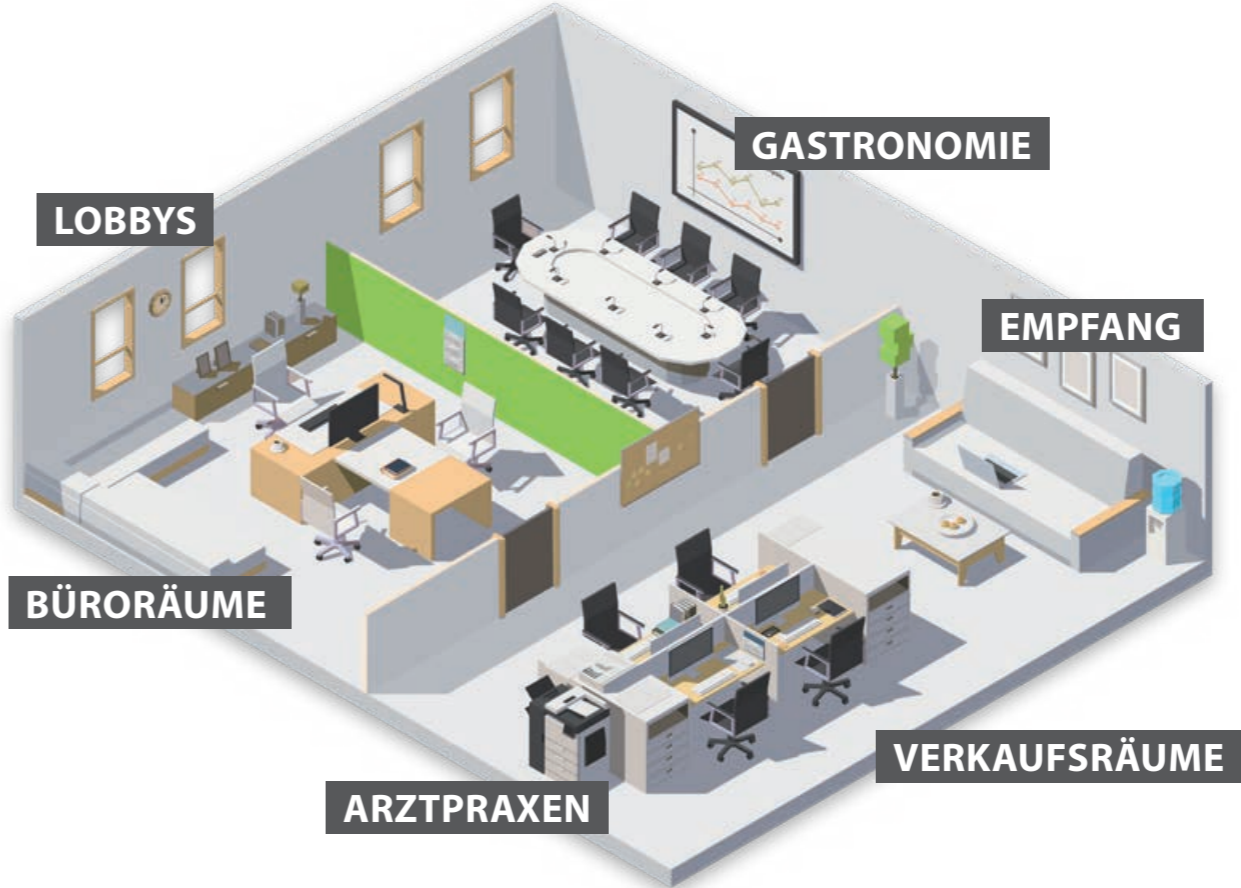 GASTRONOMIE
LOBBYS
EMPFANG
BÜRORÄUME
VERKAUFSRÄUME
ARZTPRAXEN